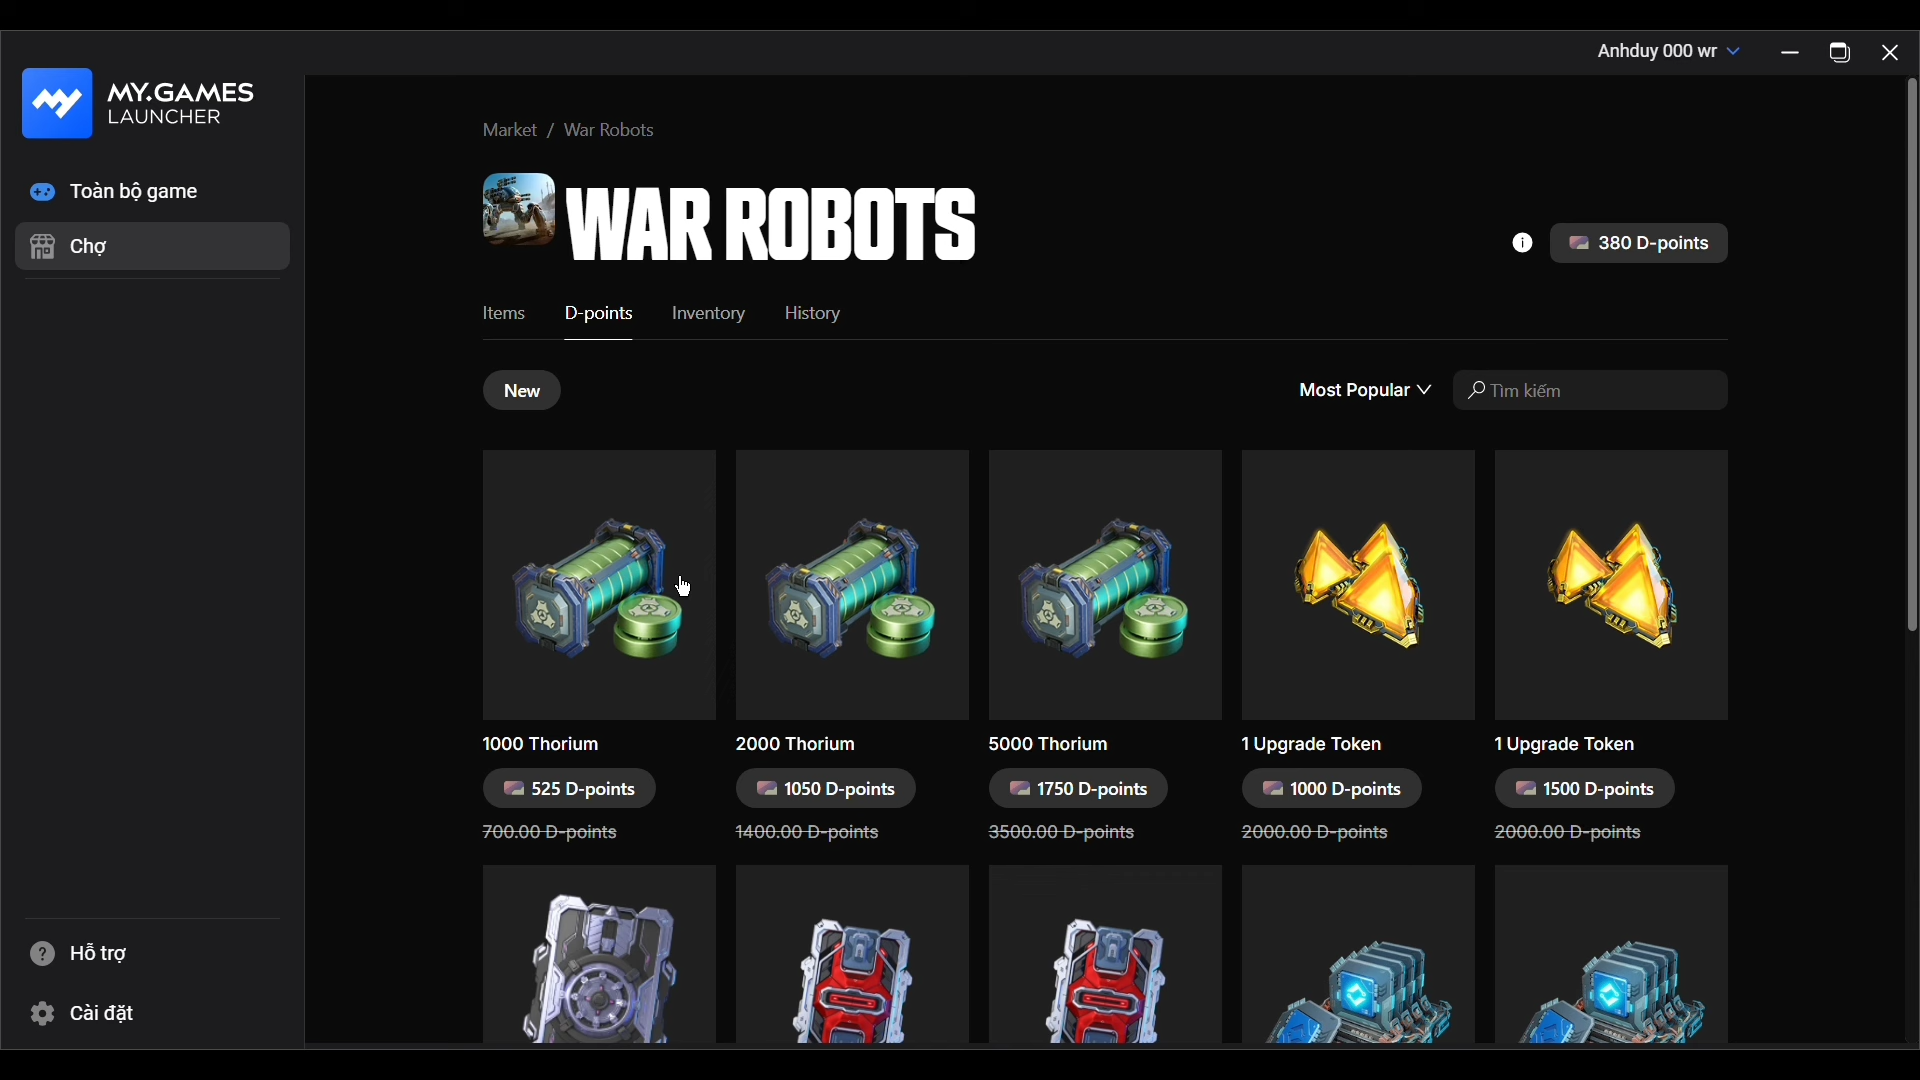 Anhduy 000 wr
MY.GAMES
LAUNCHER
Toàn bộ game
Chợ
Hỗ trợ
Cài đặt
Market / War Robots
WAR ROBOTS
380 D-points
Items D-points Inventory History
New
Most Popular
Tìm kiếm
1000 Thorium
525 D-points
700.00 D-points
2000 Thorium
1050 D-points
1400.00 D-points
5000 Thorium
1750 D-points
3500.00 D-points
1 Upgrade Token
1000 D-points
2000.00 D-points
1 Upgrade Token
1500 D-points
2000.00 D-points